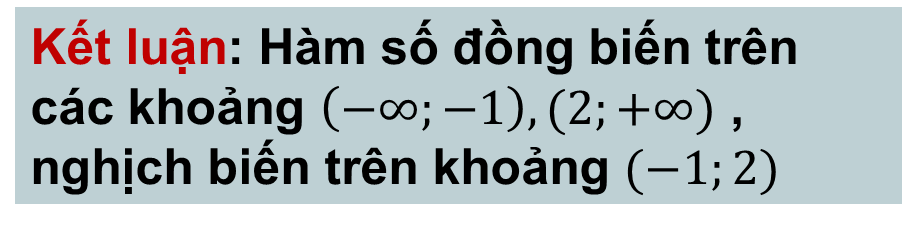 Kết luận: Hàm số đồng biến trên
các khoảng (−∞; −1), (2; +∞) ,
nghịch biến trên khoảng (−1; 2)